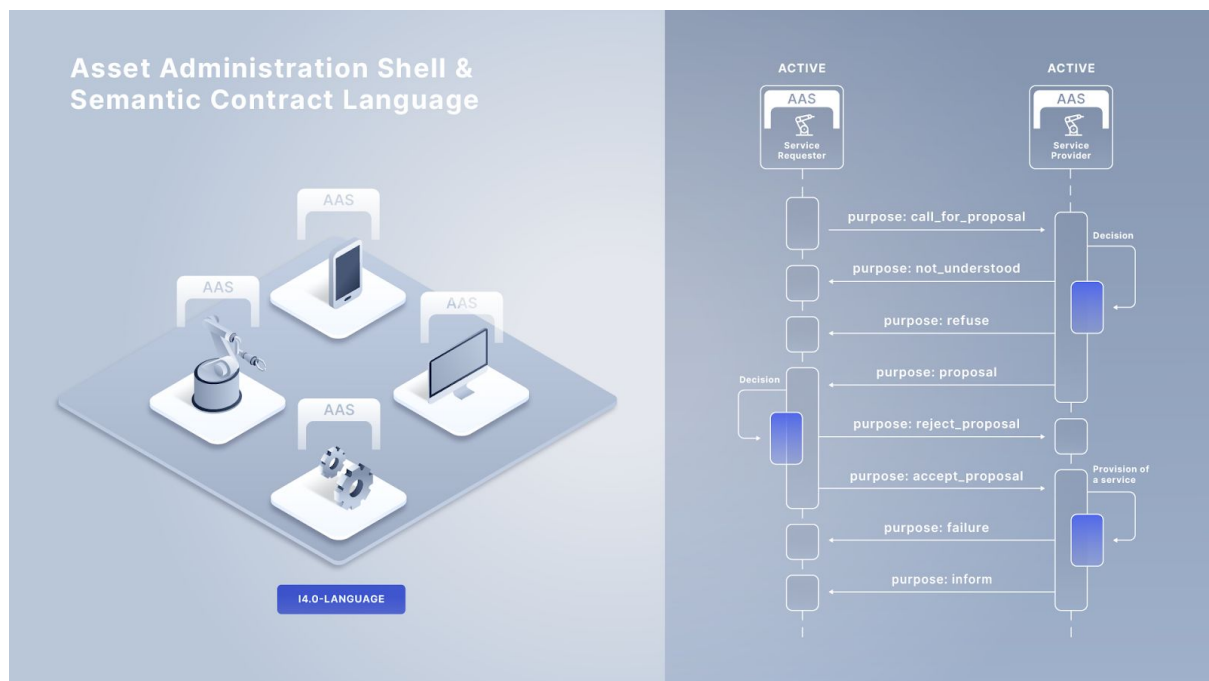 Asset Administration Shell &
Semantic Contract Language
AAS
AAS
AAS
AAS
I4.0-LANGUAGE
ACTIVE
ACTIVE
AAS
AAS
Service
Requester
Service
Provider
purpose: call_for_proposal
Decision
purpose: not_understood
purpose: refuse
purpose: proposal
Decision
purpose: reject_proposal
purpose: accept_proposal
Provision of
a service
purpose: failure
purpose: inform